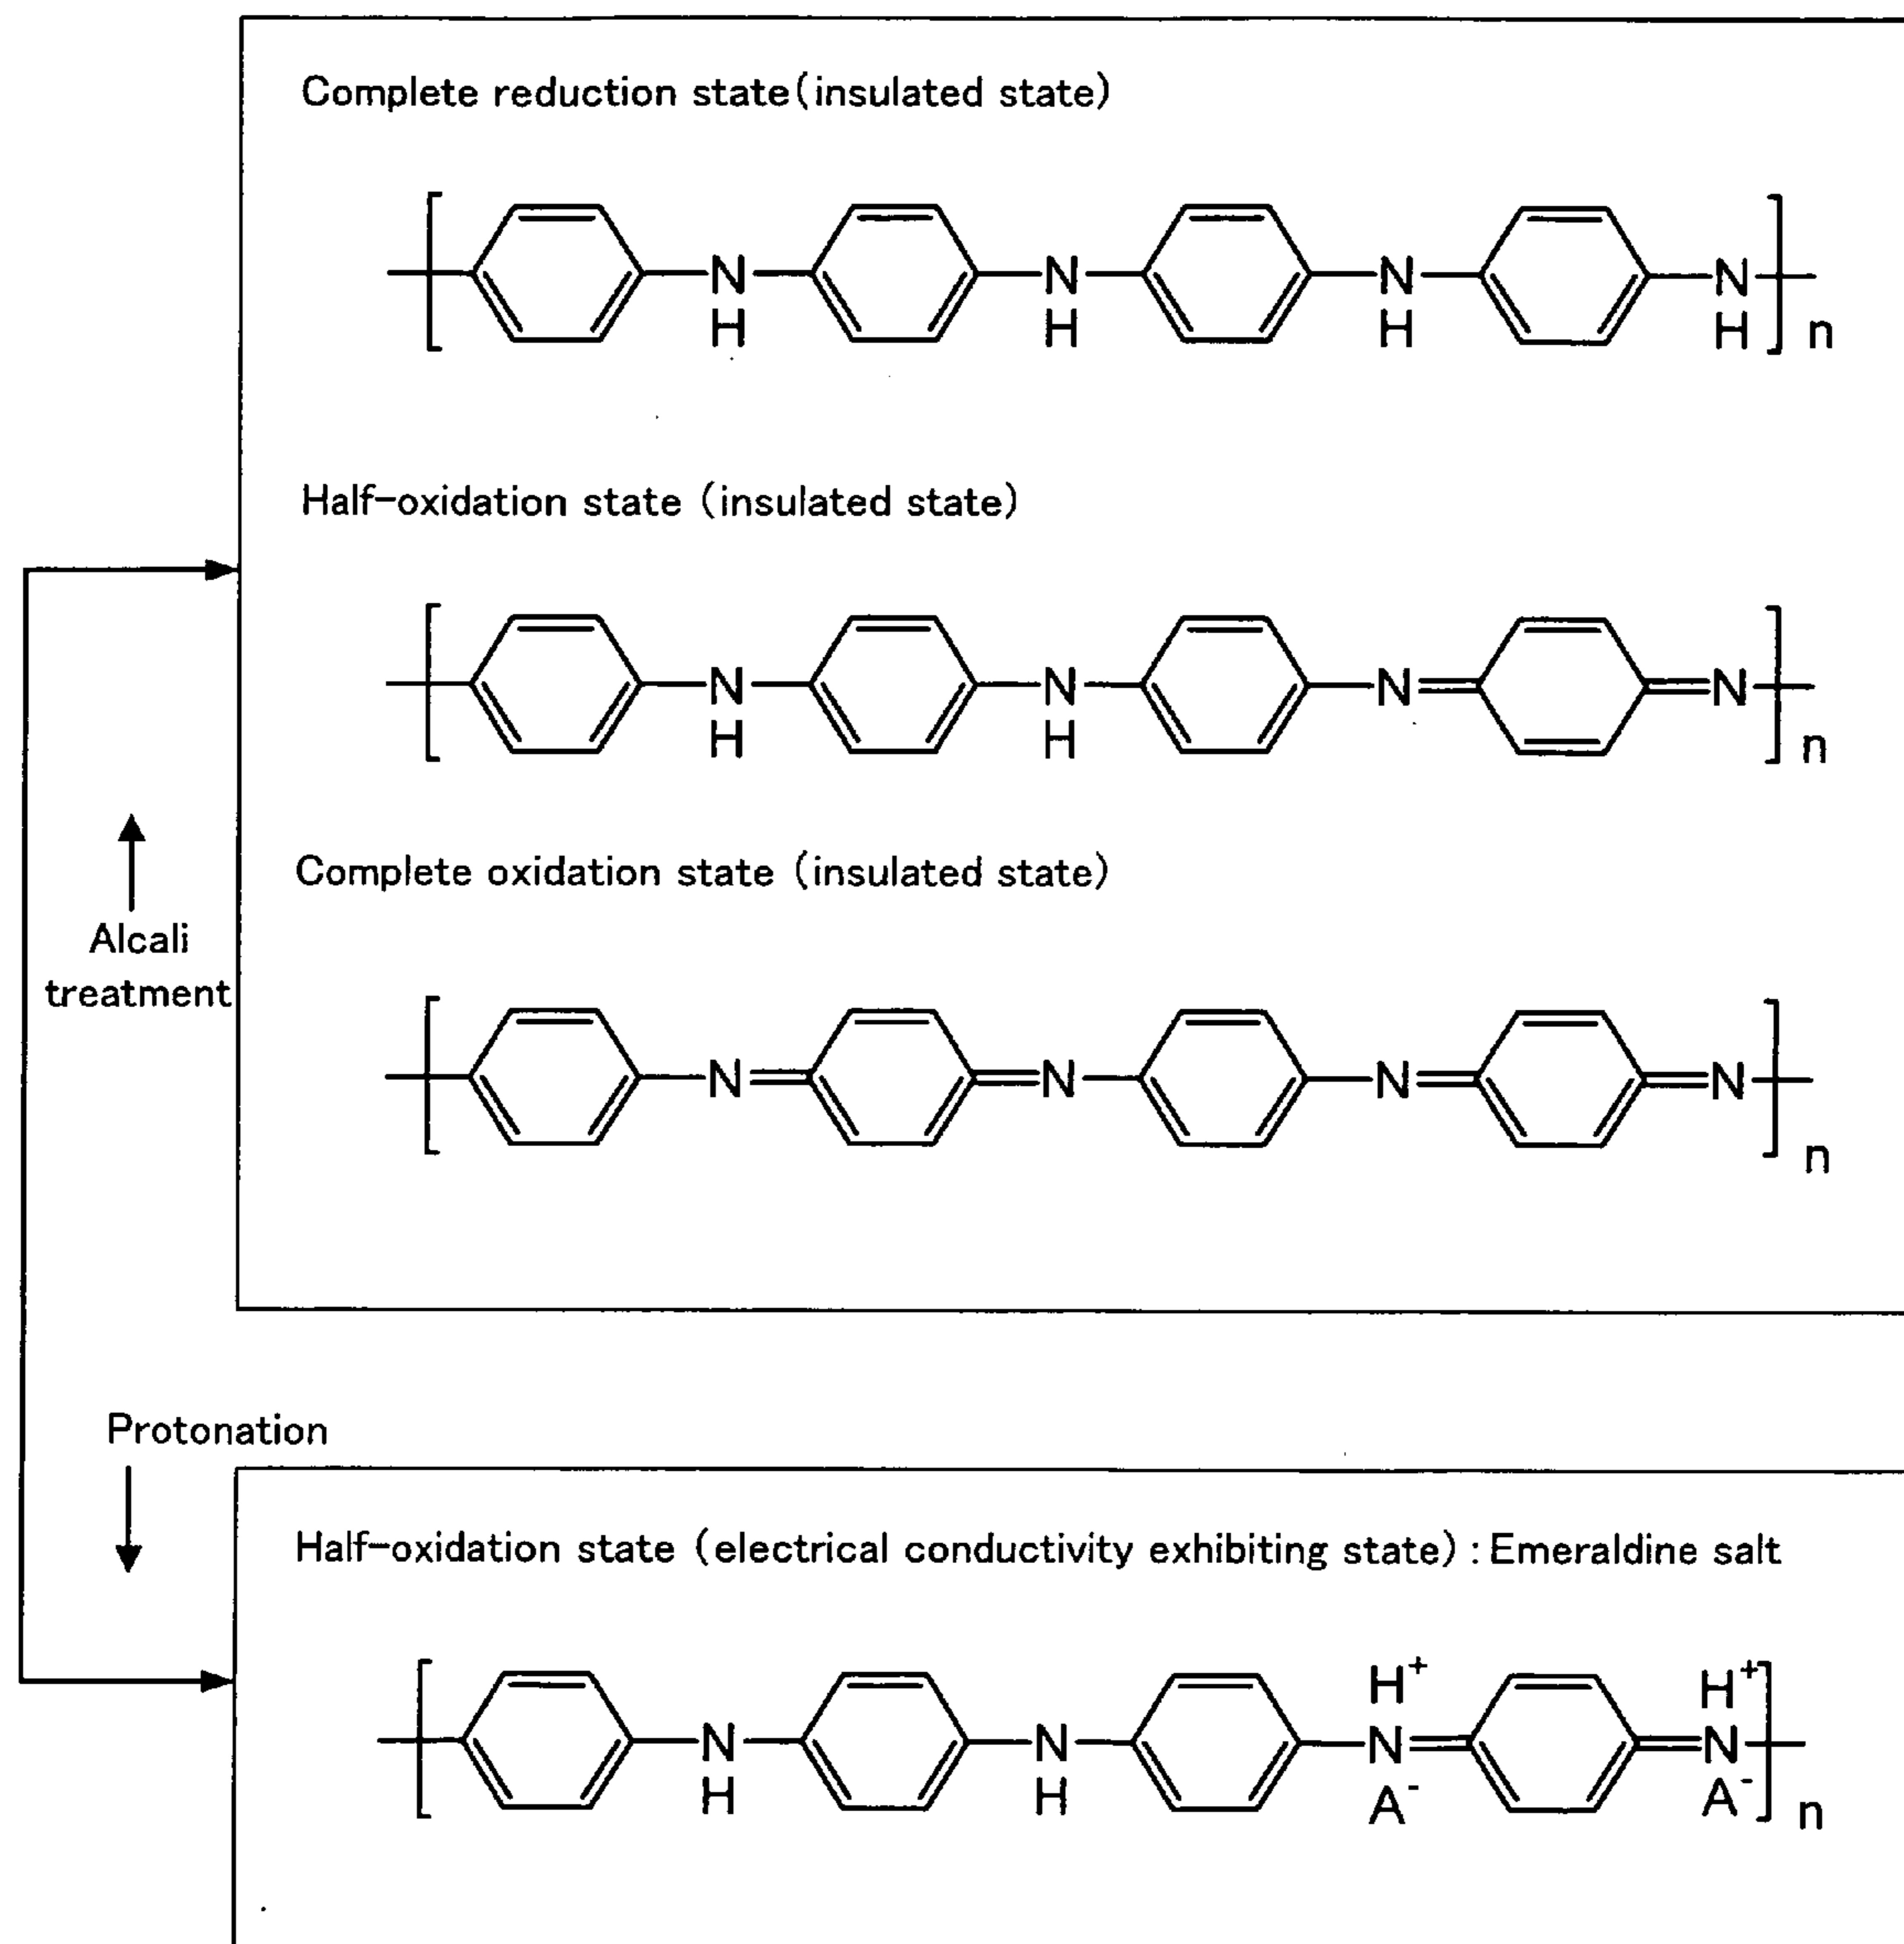 Complete reduction state(insulated state)
N N N N
H H H H
n
Half-oxidation state (insulated state)
N N N N
H H
n
Complete oxidation state (insulated state)
Alcali
treatment
N N N N
n
Protonation
Half-oxidation state (electrical conductivity exhibiting state) : Emeraldine salt
H+ H+
N N N N
H H A- A-
n